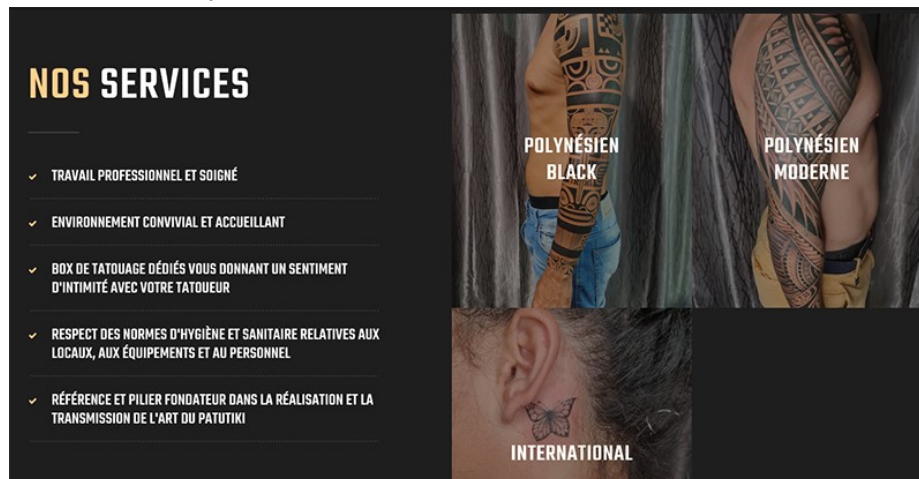 NOS SERVICES
TRAVAIL PROFESSIONNEL ET SOIGNÉ
ENVIRONNEMENT CONVIVIAL ET ACCUEILLANT
BOX DE TATOUAGE DÉDIÉS VOUS DONNANT UN SENTIMENT
D'INTIMITÉ AVEC VOTRE TATOUEUR
RESPECT DES NORMES D'HYGIÈNE ET SANITAIRE RELATIVES AUX
LOCAUX, AUX ÉQUIPEMENTS ET AU PERSONNEL
RÉFÉRENCE ET PILIER FONDATEUR DANS LA RÉALISATION ET LA
TRANSMISSION DE L'ART DU PATUTIKI
POLYNÉSIEN
BLACK
POLYNÉSIEN
MODERNE
INTERNATIONAL